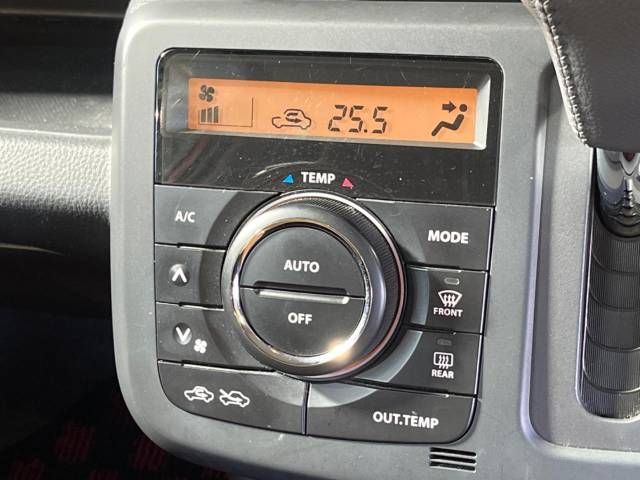 25.5
TEMP
A/C
MODE
AUTO
OFF
FRONT
REAR
OUT.TEMP